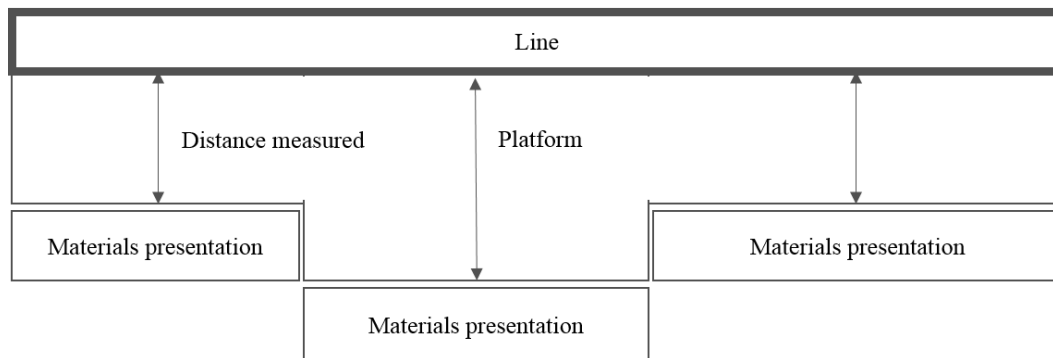 Line
Distance measured
Platform
Materials presentation
Materials presentation
Materials presentation